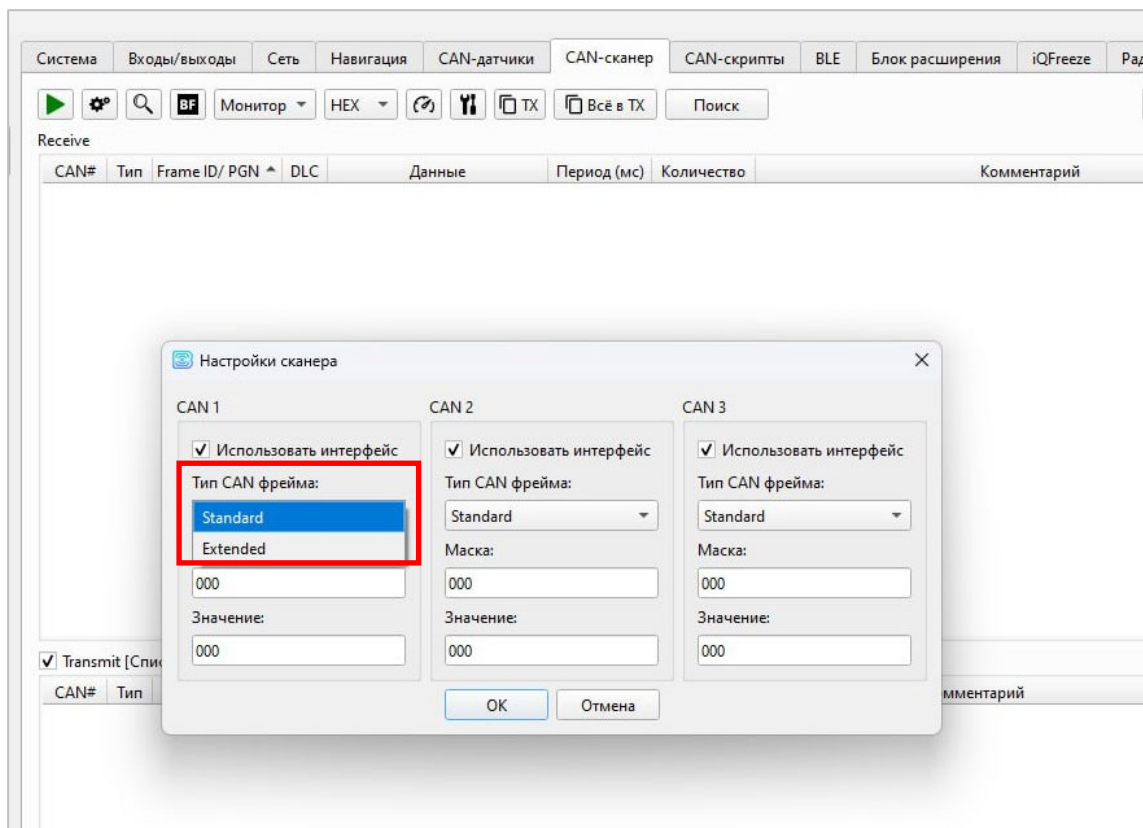 Система Входы/выходы Сеть Навигация CAN-датчики CAN-сканер CAN-скрипты BLE Блок расширения iQFreeze
BF Монитор HEX TX Всё в TX Поиск
Receive
CAN# Тип Frame ID/ PGN DLC Данные Период (мс) Количество Комментарий
Настройки сканера
CAN 1 CAN 2 CAN 3
Использовать интерфейс Использовать интерфейс Использовать интерфейс
Тип CAN фрейма: Тип CAN фрейма: Тип CAN фрейма:
Standard Standard Standard
Extended Маска: Маска:
000 000 000
Значение: Значение: Значение:
000 000 000
Transmit
CAN# Тип
OK Отмена